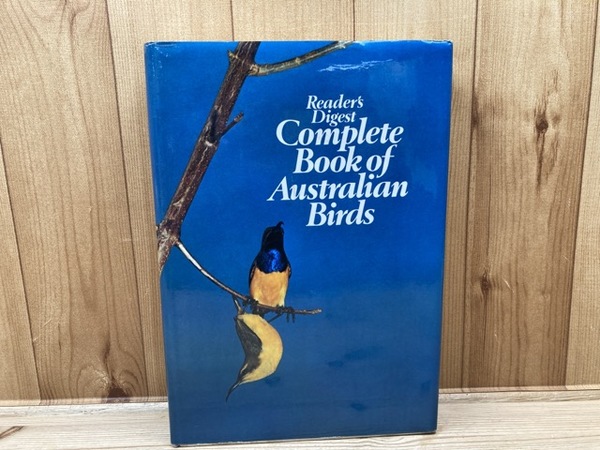 Reader's
Digest
Complete
Book of
Australian
Birds